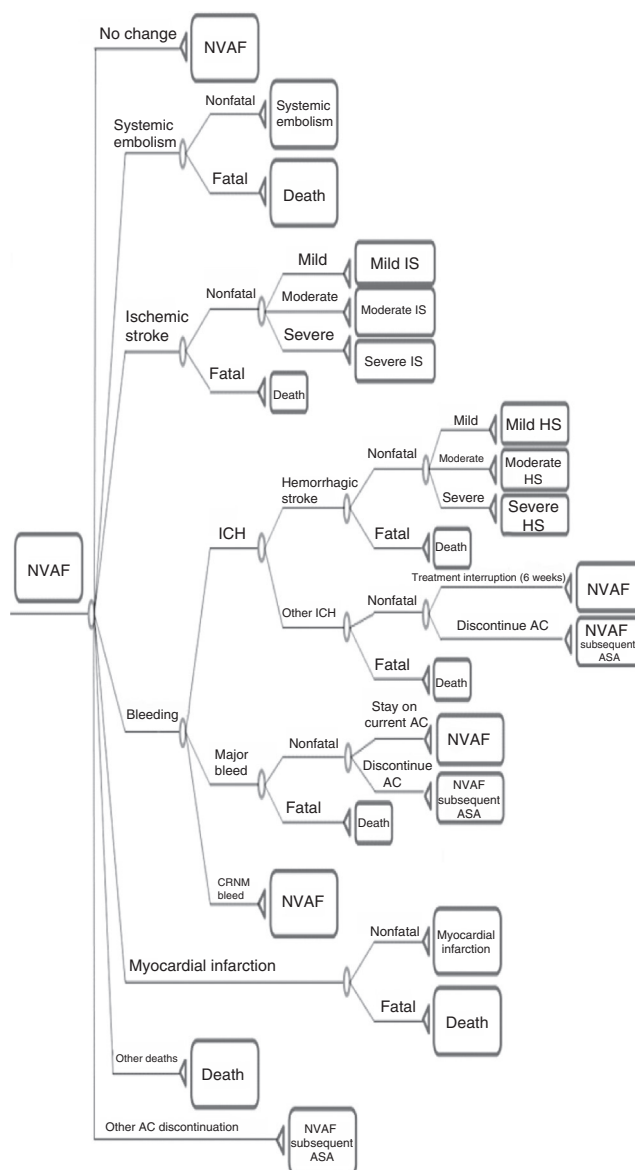 No change
NVAF
Nonfatal
Systemic
embolism
Systemic
embolism
Fatal
Death
Mild
Mild IS
Nonfatal
Moderate
Moderate IS
Ischemic
stroke
Severe
Severe IS
Fatal
Death
Mild
Mild HS
Nonfatal
Moderate
Moderate
HS
Hemorrhagic
stroke
Severe
Severe
HS
ICH
Fatal
Death
NVAF
Treatment interruption (6 weeks)
NVAF
Other ICH
Nonfatal
Discontinue AC
NVAF
subsequent
ASA
Fatal
Death
Bleeding
Stay on
current AC
NVAF
Major
bleed
Nonfatal
Discontinue
AC
NVAF
subsequent
ASA
Fatal
Death
CRNM
bleed
NVAF
Nonfatal
Myocardial
infarction
Myocardial infarction
Fatal
Death
Other deaths
Death
Other AC discontinuation
NVAF
subsequent
ASA